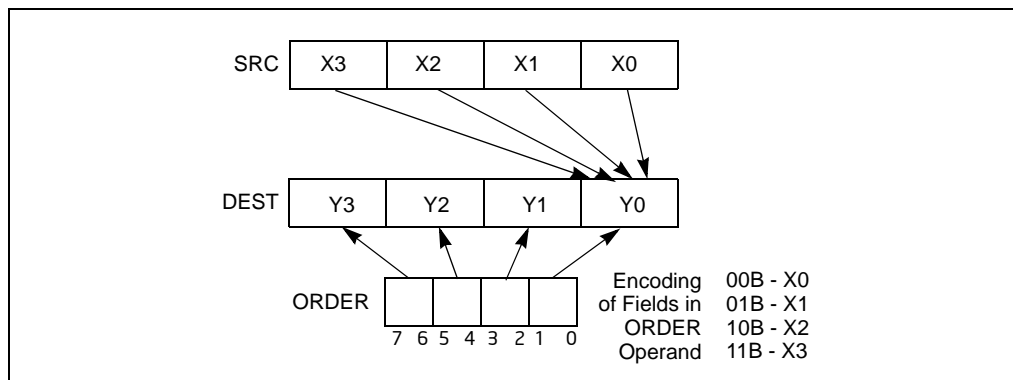 SRC X3 X2 X1 X0
DEST Y3 Y2 Y1 Y0
ORDER
7 6 5 4 3 2 1 0
Encoding 00B - X0
of Fields in 01B - X1
ORDER 10B - X2
Operand 11B - X3